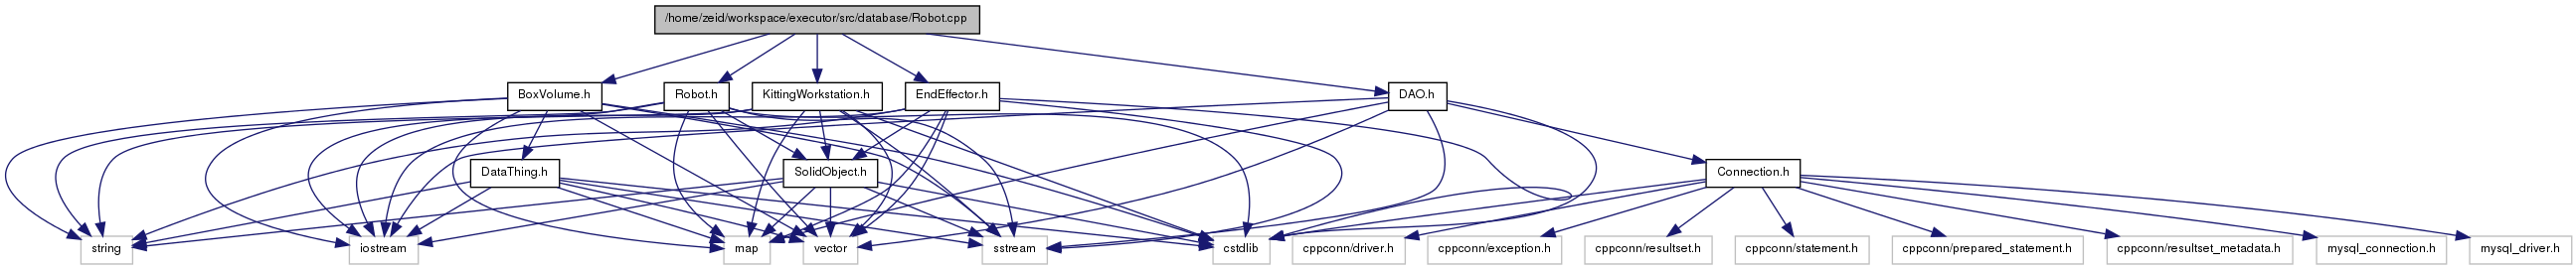 /home/zeid/workspace/executor/src/database/Robot.cpp
BoxVolume.h
Robot.h
KittingWorkstation.h
EndEffector.h
DAO.h
DataThing.h
SolidObject.h
Connection.h
string
iostream
map
vector
sstream
cstdlib
cppconn/driver.h
cppconn/exception.h
cppconn/resultset.h
cppconn/statement.h
cppconn/prepared_statement.h
cppconn/resultset_metadata.h
mysql_connection.h
mysql_driver.h